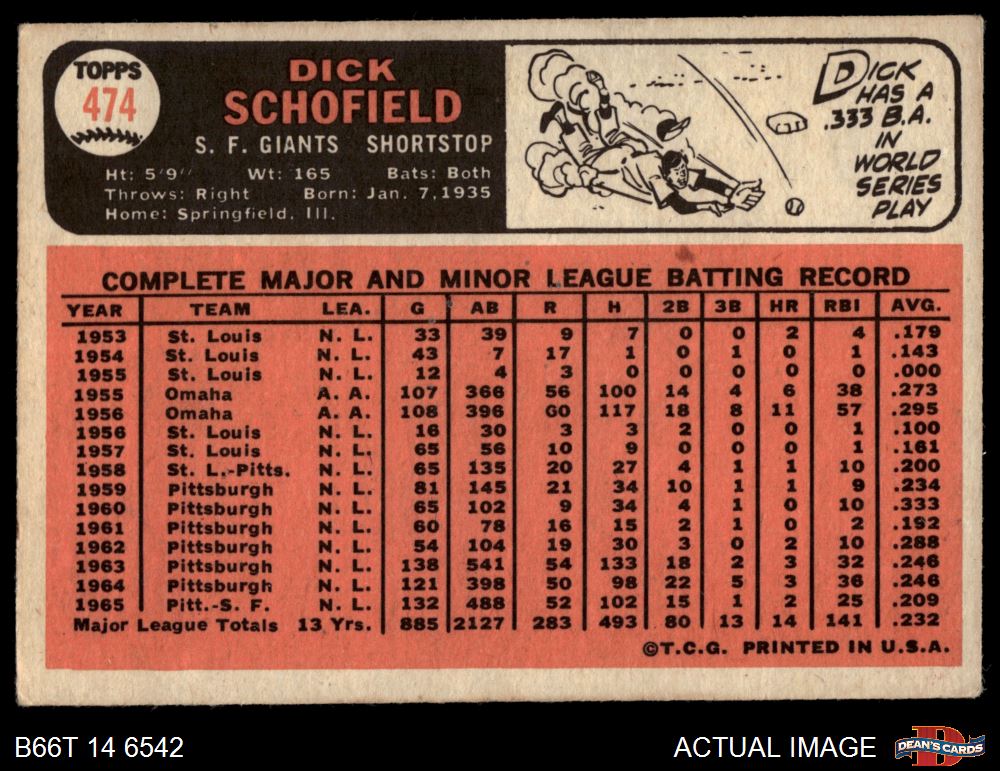 TOPPS
474
DICK
SCHOFIELD
S. F. GIANTS SHORTSTOP
Ht: 5'9" Wt: 165 Bats: Both
Throws: Right Born: Jan. 7, 1935
Home: Springfield, Ill.
DICK
HAS A
.333 B.A.
IN
WORLD
SERIES
PLAY
COMPLETE MAJOR AND MINOR LEAGUE BATTING RECORD
YEAR TEAM LEA. G AB R H 2B 3B HR RBI AVG.
1953 St. Louis N. L. 33 39 9 7 0 0 2 4 .179
1954 St. Louis N. L. 43 7 17 1 0 1 0 1 .143
1955 St. Louis N. L. 12 4 3 0 0 0 0 0 .000
1955 Omaha A. A. 107 366 56 100 14 4 6 38 .273
1956 Omaha A. A. 108 396 60 117 18 8 11 57 .295
1956 St. Louis N. L. 16 30 3 3 2 0 0 1 .100
1957 St. Louis N. L. 65 56 10 9 0 0 0 1 .161
1958 St. L.-Pitts. N. L. 65 135 20 27 4 1 1 10 .200
1959 Pittsburgh N. L. 81 145 21 34 10 1 1 9 .234
1960 Pittsburgh N. L. 65 102 9 34 4 1 0 10 .333
1961 Pittsburgh N. L. 60 78 16 15 2 1 0 2 .192
1962 Pittsburgh N. L. 54 104 19 30 3 0 2 10 .288
1963 Pittsburgh N. L. 138 541 54 133 18 2 3 32 .246
1964 Pittsburgh N. L. 121 398 50 98 22 5 3 36 .246
1965 Pitt.-S. F. N. L. 132 488 52 102 15 1 2 25 .209
Major League Totals 13 Yrs. 885 2127 283 493 80 13 14 141 .232
©T.C.G. PRINTED IN U.S.A.
B66T 14 6542
ACTUAL IMAGE
DEAN'S CARDS